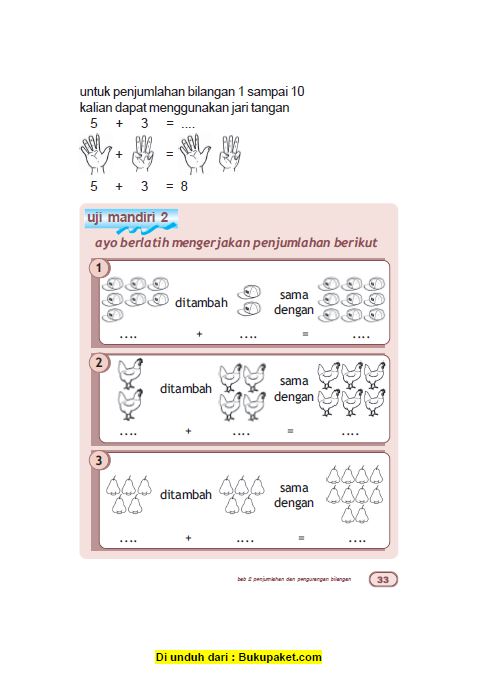 untuk penjumlahan bilangan 1 sampai 10
kalian dapat menggunakan jari tangan
5 + 3 = ....
+ =
5 + 3 = 8
uji mandiri 2
ayo berlatih mengerjakan penjumlahan berikut
1
ditambah sama dengan
.... + .... = ....
2
ditambah sama dengan
.... + .... = ....
3
ditambah sama dengan
.... + .... = ....
bab 2 penjumlahan dan pengurangan bilangan 33
Di unduh dari : Bukupaket.com